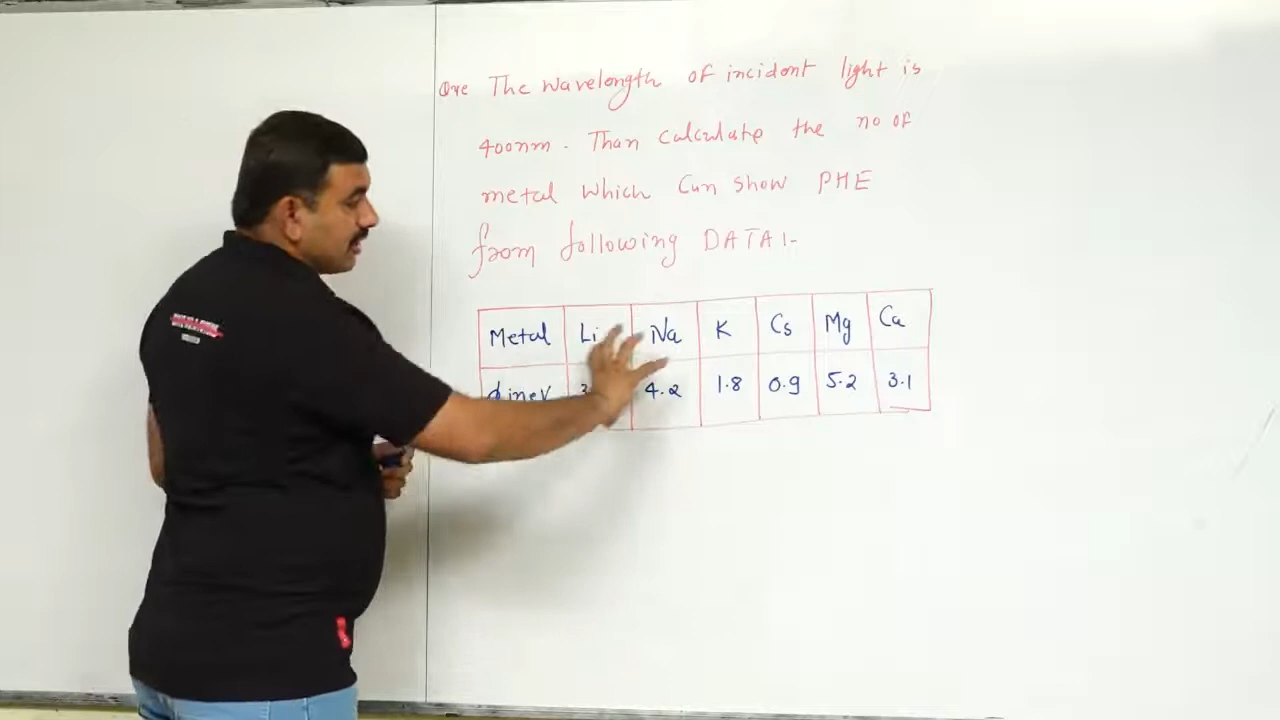 Que The wavelength of incident light is
400nm. Than calculate the no of
metal which can show PHE
from following DATA!-
Metal Li Na K Cs Mg Ca
ϕ inev 4.2 1.8 0.9 5.2 3.1